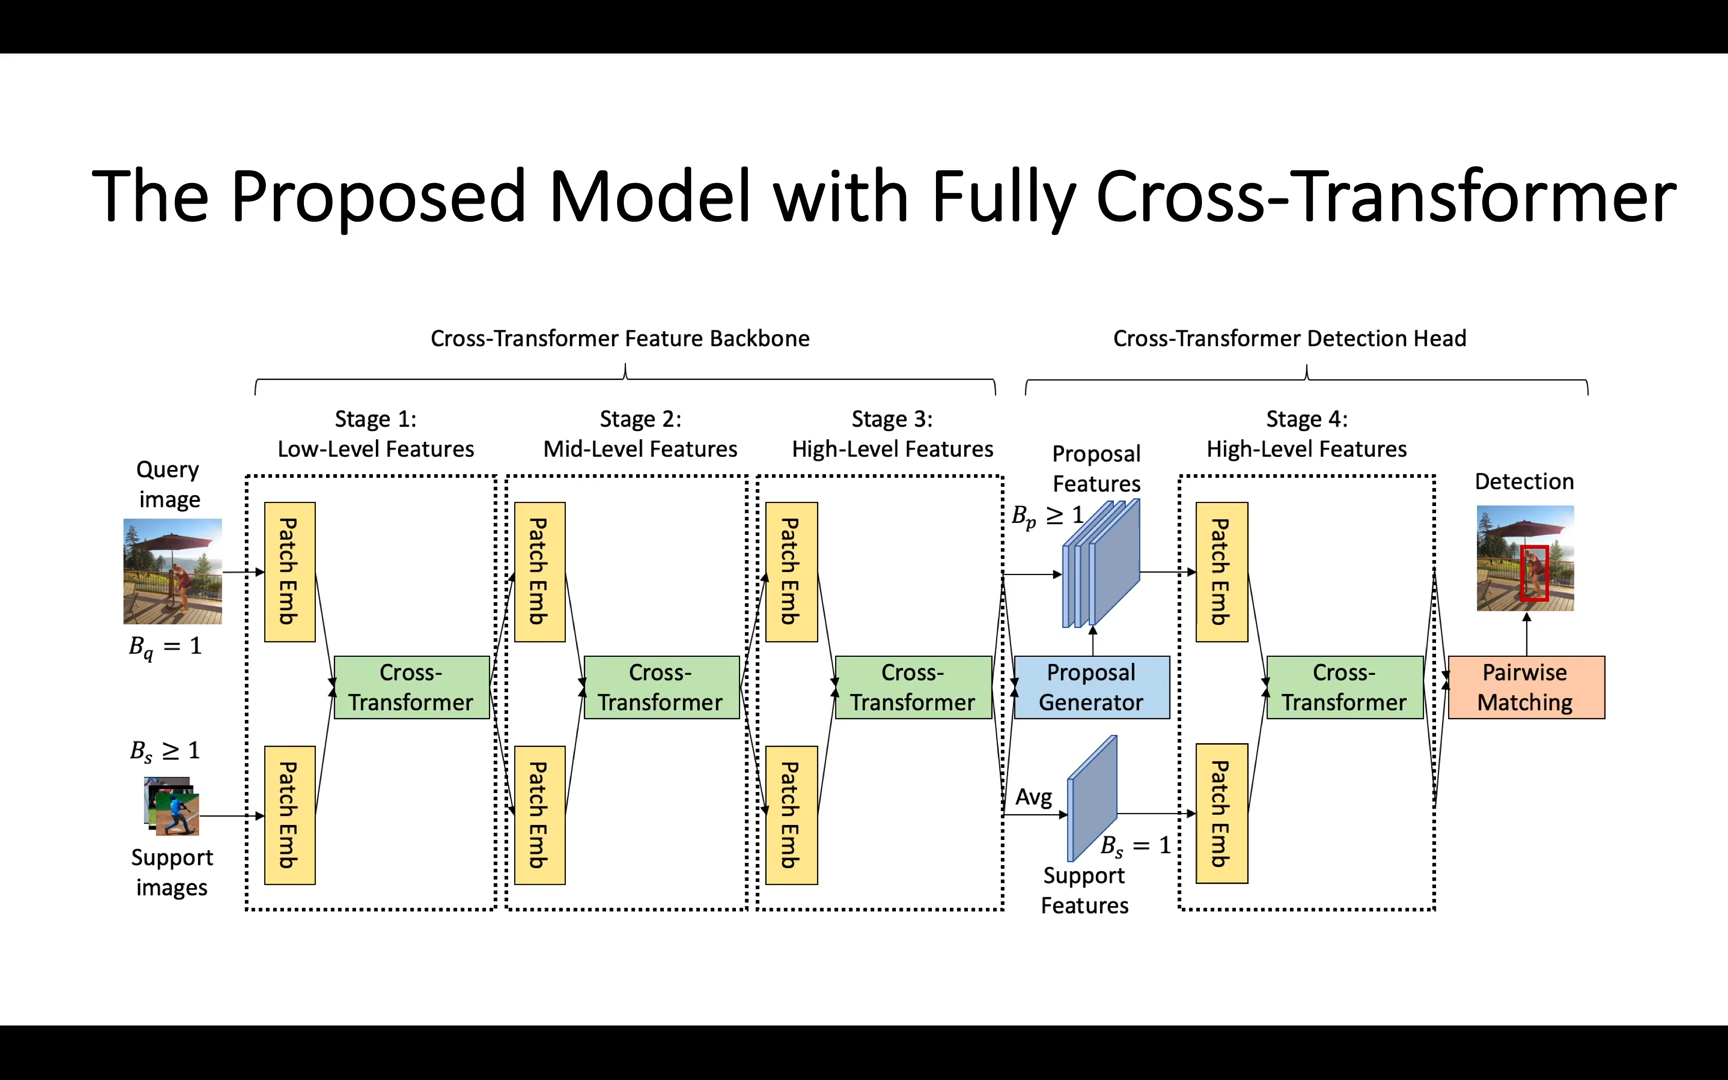 The Proposed Model with Fully Cross-Transformer
Cross-Transformer Feature Backbone
Cross-Transformer Detection Head
Stage 1:
Low-Level Features
Stage 2:
Mid-Level Features
Stage 3:
High-Level Features
Stage 4:
High-Level Features
Query
image
B_q = 1
B_s ≥ 1
Support
images
Patch Emb
Patch Emb
Cross-
Transformer
Patch Emb
Patch Emb
Cross-
Transformer
Patch Emb
Patch Emb
Cross-
Transformer
Proposal
Features
B_p ≥ 1
Proposal
Generator
Avg
B_s = 1
Support
Features
Patch Emb
Patch Emb
Cross-
Transformer
Detection
Pairwise
Matching